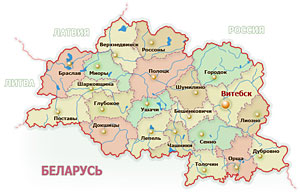 ЛАТВИЯ
РОССИЯ
ЛИТВА
Верхнедвинск
Россоны
Браслав
Миоры
Полоцк
Городок
Шарковщина
Шумилино
Витебск
Глубокое
Ушачи
Бешенковичи
Поставы
Лиозно
Докшицы
Лепель
Чашники
Сенно
Дубровно
Орша
Толочин
БЕЛАРУСЬ